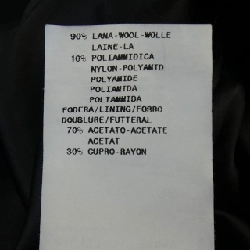 90% LANA-WOOL-WOLLE
LAINE-LA
10% POLIAMMIDICA
NYLON-POLYAMID
POLYAMIDE
POLIAMIDA
POLTAMMIDA
FODERA/LINING/FORRO
DOUBLURE/FUTTERAL
70% ACETATO-ACETATE
ACETAT
30% CUPRO-RAYON